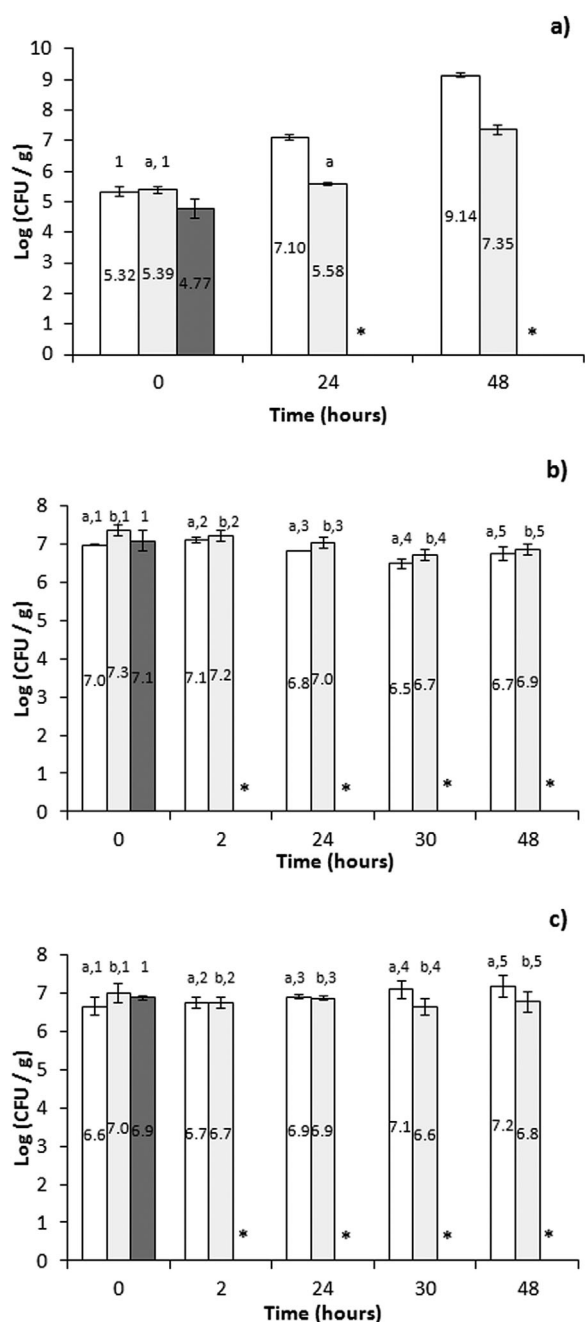 a)
Log (CFU / g)
10
9
8
7
6
5
4
3
2
1
0
1 a, 1 a
5.32 5.39 4.77 7.10 5.58 * 9.14 7.35 *
0 24 48
Time (hours)
b)
Log (CFU / g)
8
7
6
5
4
3
2
1
0
a,1 b,1 1 a,2 b,2 a,3 b,3 a,4 b,4 a,5 b,5
7.0 7.3 7.1 7.1 7.2 * 6.8 7.0 * 6.5 6.7 * 6.7 6.9 *
0 2 24 30 48
Time (hours)
c)
Log (CFU / g)
8
7
6
5
4
3
2
1
0
a,1 b,1 1 a,2 b,2 a,3 b,3 a,4 b,4 a,5 b,5
6.6 7.0 6.9 6.7 6.7 * 6.9 6.9 * 7.1 6.6 * 7.2 6.8 *
0 2 24 30 48
Time (hours)